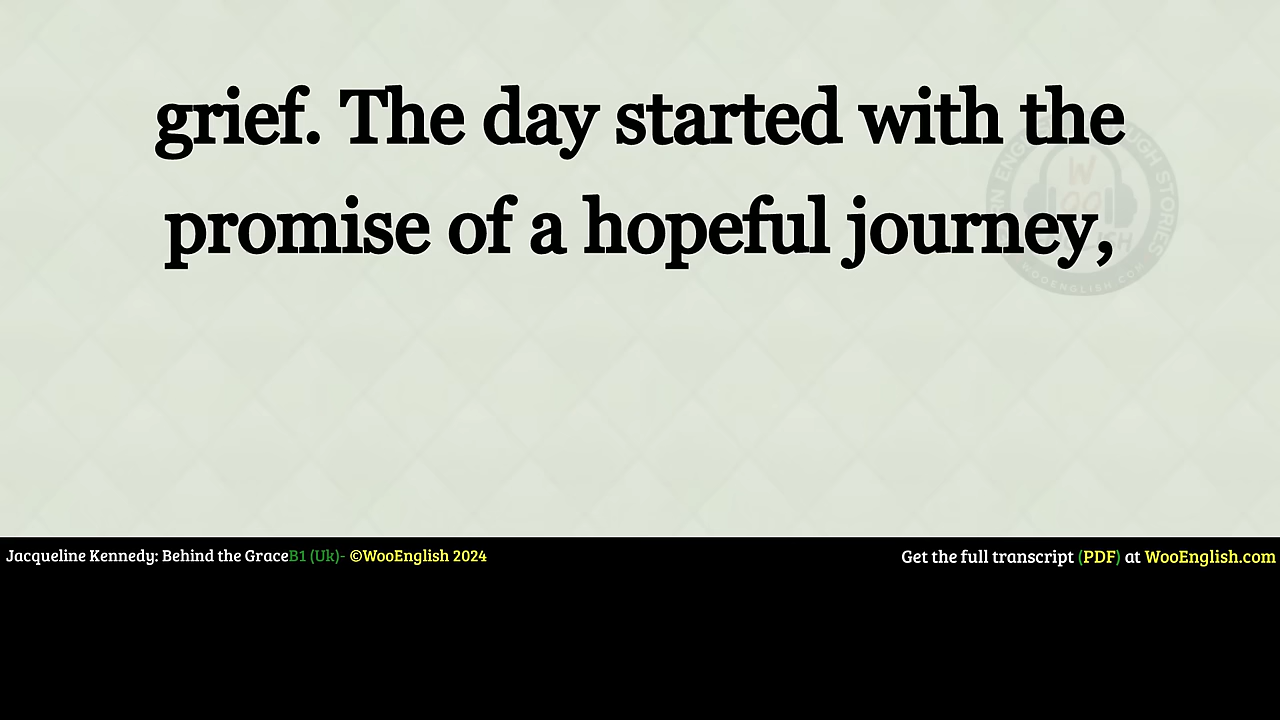 grief. The day started with the
promise of a hopeful journey,
Jacqueline Kennedy: Behind the GraceB1 (Uk)- ©WooEnglish 2024
Get the full transcript (PDF) at WooEnglish.com